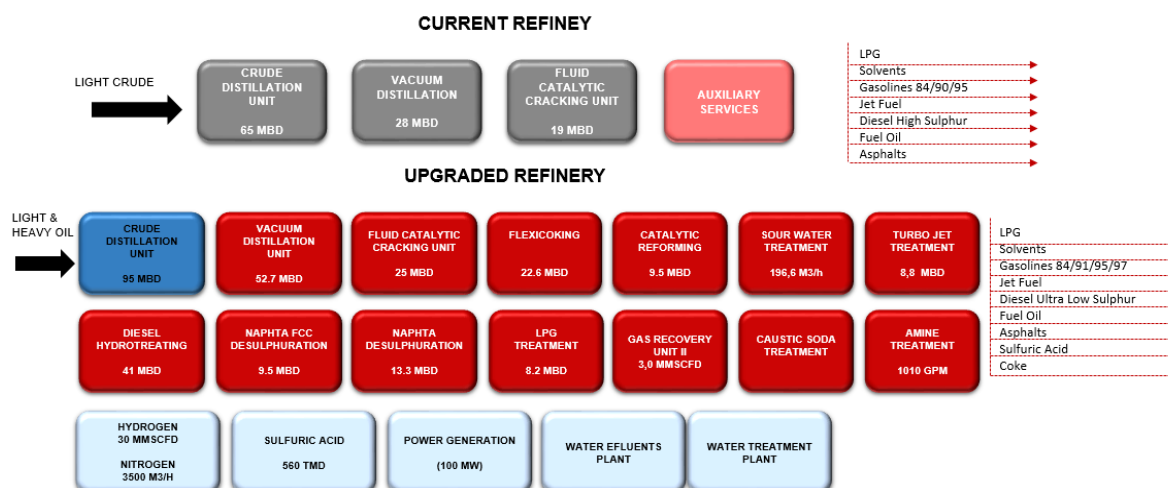 CURRENT REFINEY
LIGHT CRUDE
CRUDE
DISTILLATION
UNIT
65 MBD
VACUUM
DISTILLATION
28 MBD
FLUID
CATALYTIC
CRACKING UNIT
19 MBD
AUXILIARY
SERVICES
LPG
Solvents
Gasolines 84/90/95
Jet Fuel
Diesel High Sulphur
Fuel Oil
Asphalts
UPGRADED REFINERY
LIGHT &
HEAVY OIL
CRUDE
DISTILLATION
UNIT
95 MBD
VACUUM
DISTILLATION
UNIT
52.7 MBD
FLUID CATALYTIC
CRACKING UNIT
25 MBD
FLEXICOKING
22.6 MBD
CATALYTIC
REFORMING
9.5 MBD
SOUR WATER
TREATMENT
196,6 M3/h
TURBO JET
TREATMENT
8,8 MBD
DIESEL
HYDROTREATING
41 MBD
NAPHTA FCC
DESULPHURATION
9.5 MBD
NAPHTA
DESULPHURATION
13.3 MBD
LPG
TREATMENT
8.2 MBD
GAS RECOVERY
UNIT II
3,0 MMSCFD
CAUSTIC SODA
TREATMENT
AMINE
TREATMENT
1010 GPM
LPG
Solvents
Gasolines 84/91/95/97
Jet Fuel
Diesel Ultra Low Sulphur
Fuel Oil
Asphalts
Sulfuric Acid
Coke
HYDROGEN
30 MMSCFD
NITROGEN
3500 M3/H
SULFURIC ACID
560 TMD
POWER GENERATION
(100 MW)
WATER EFLUENTS
PLANT
WATER TREATMENT
PLANT